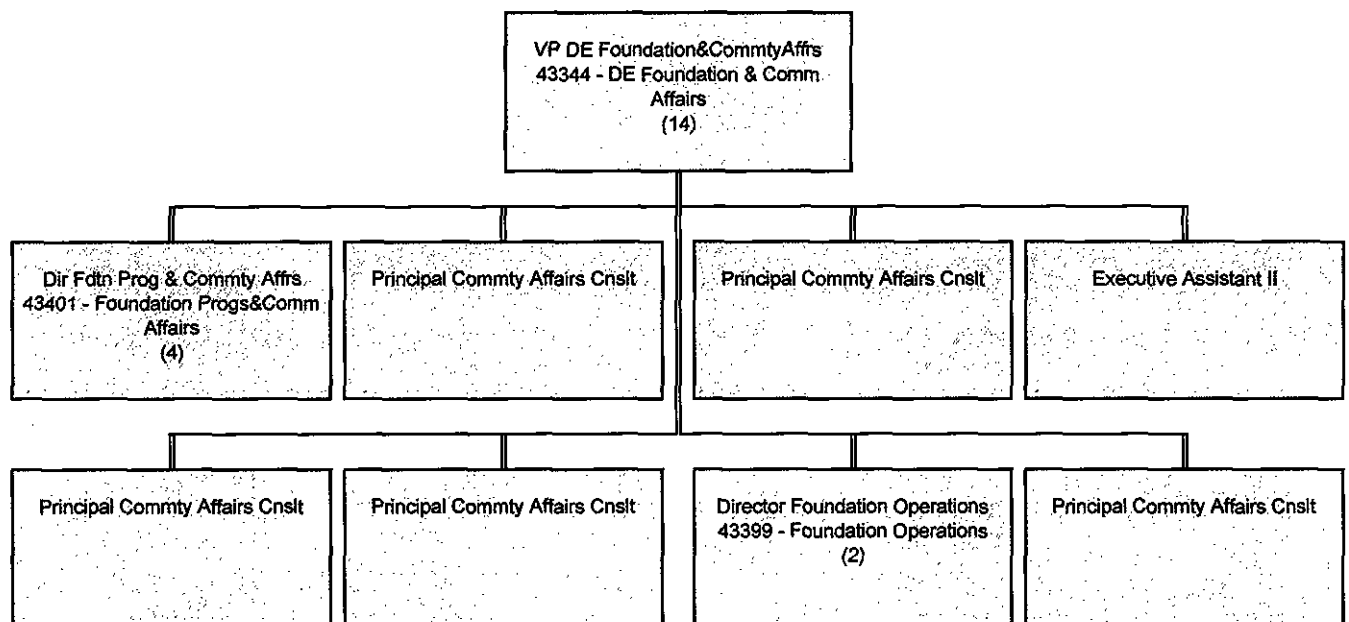 VP DE Foundation&CommtyAffrs
43344 - DE Foundation & Comm
Affairs
(14)
Dir Fdtn Prog & Commty Affrs
43401 - Foundation Progs&Comm
Affairs
(4)
Principal Commty Affairs Cnslt
Principal Commty Affairs Cnslt
Executive Assistant II
Principal Commty Affairs Cnslt
Principal Commty Affairs Cnslt
Director Foundation Operations
43399 - Foundation Operations
(2)
Principal Commty Affairs Cnslt